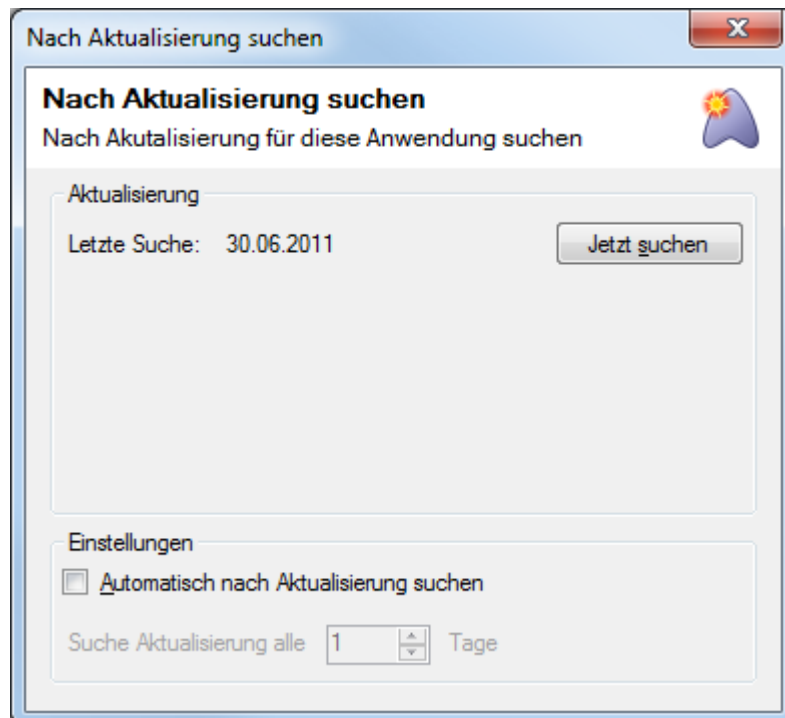 Nach Aktualisierung suchen
Nach Aktualisierung suchen
Nach Akutalisierung für diese Anwendung suchen
Aktualisierung
Letzte Suche: 30.06.2011 Jetzt suchen
Einstellungen
Automatisch nach Aktualisierung suchen
Suche Aktualisierung alle 1 Tage